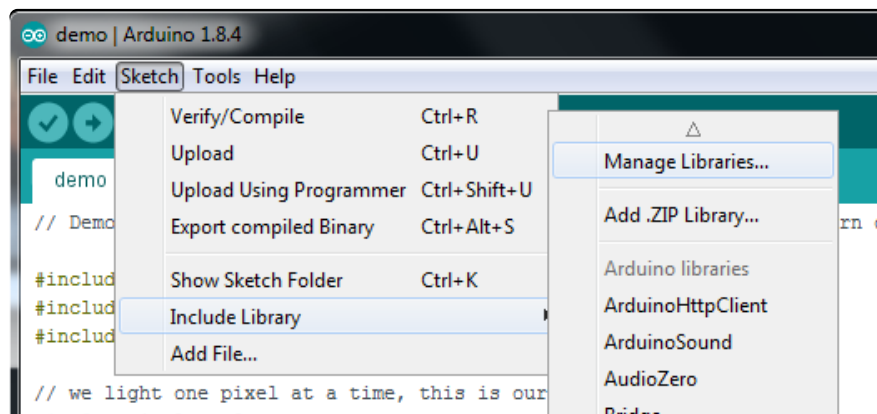 demo | Arduino 1.8.4
File Edit Sketch Tools Help
Verify/Compile Ctrl+R
Upload Ctrl+U
Upload Using Programmer Ctrl+Shift+U
Export compiled Binary Ctrl+Alt+S
Show Sketch Folder Ctrl+K
Include Library
Add File...
Manage Libraries...
Add .ZIP Library...
Arduino libraries
ArduinoHttpClient
ArduinoSound
AudioZero
demo
// Demo
#includ
#includ
#includ
// we light one pixel at a time, this is our